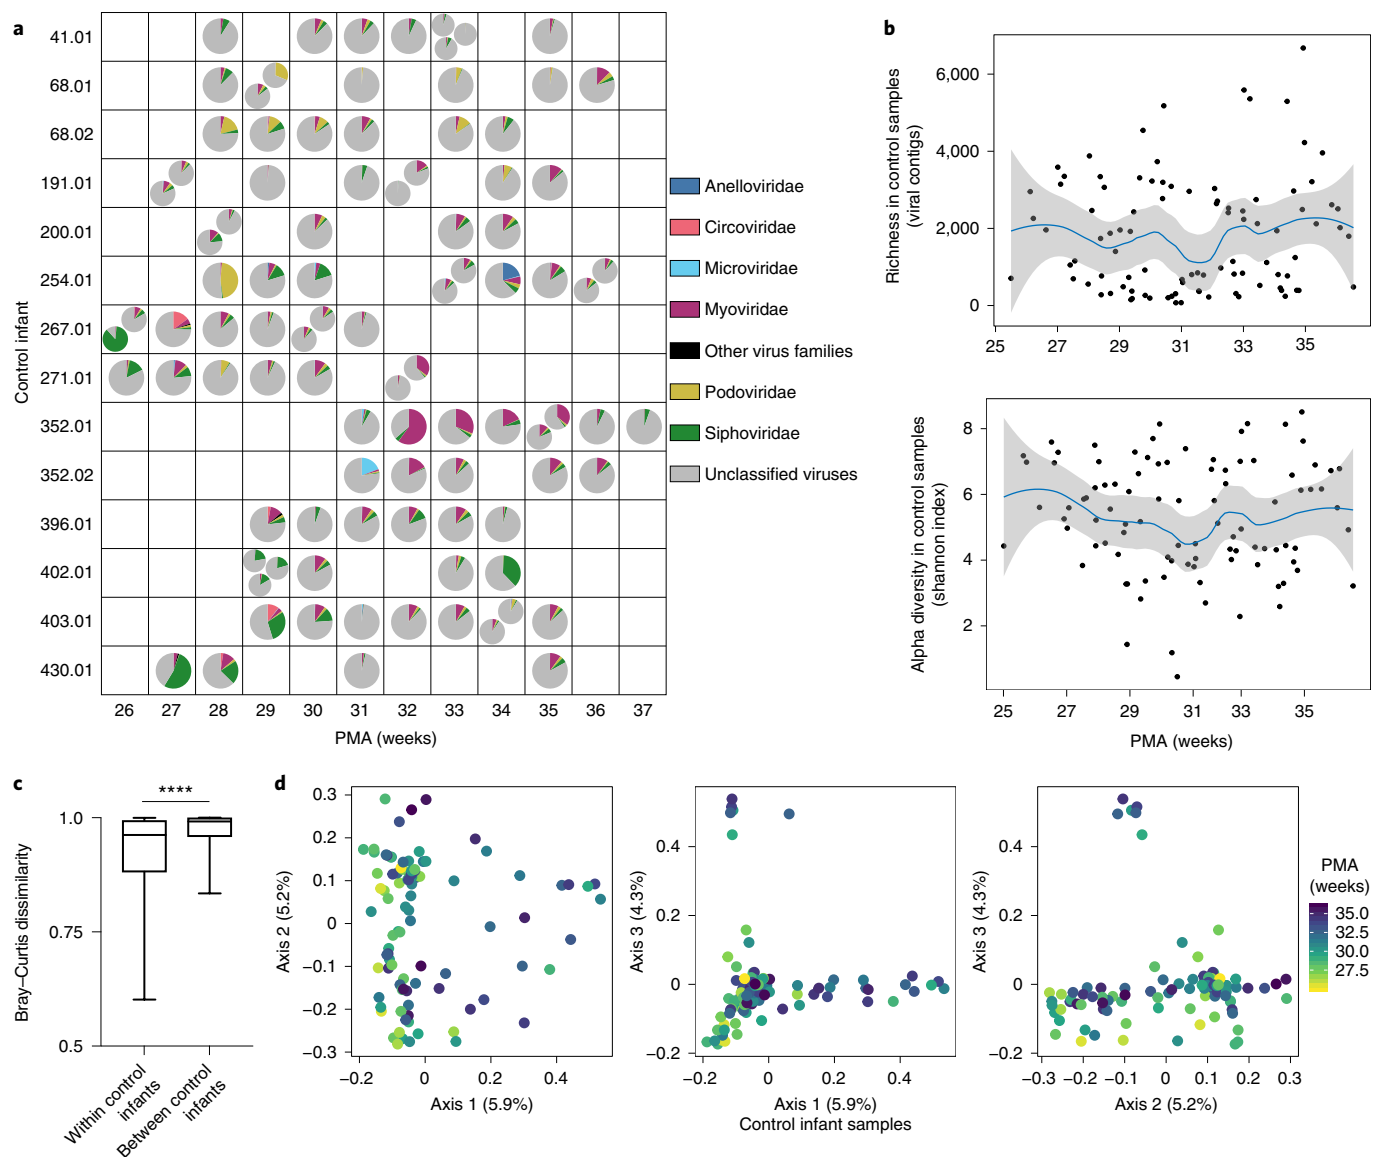 a
Control infant
41.01
68.01
68.02
191.01
200.01
254.01
267.01
271.01
352.01
352.02
396.01
402.01
403.01
430.01
26 27 28 29 30 31 32 33 34 35 36 37
PMA (weeks)
Anelloviridae
Circoviridae
Microviridae
Myoviridae
Other virus families
Podoviridae
Siphoviridae
Unclassified viruses
b
Richness in control samples
(viral contigs)
6,000
4,000
2,000
0
25 27 29 31 33 35
Alpha diversity in control samples
(shannon index)
8
6
4
2
25 27 29 31 33 35
PMA (weeks)
c
Bray–Curtis dissimilarity
****
1.0
0.75
0.5
Within control
infants
Between control
infants
d
Axis 2 (5.2%)
0.3
0.2
0.1
0
−0.1
−0.2
−0.3
−0.2 0 0.2 0.4
Axis 1 (5.9%)
Axis 3 (4.3%)
0.4
0.2
0
−0.2
−0.2 0 0.2 0.4
Axis 1 (5.9%)
Control infant samples
Axis 3 (4.3%)
0.4
0.2
0
−0.2
−0.3 −0.2 −0.1 0 0.1 0.2 0.3
Axis 2 (5.2%)
PMA
(weeks)
35.0
32.5
30.0
27.5